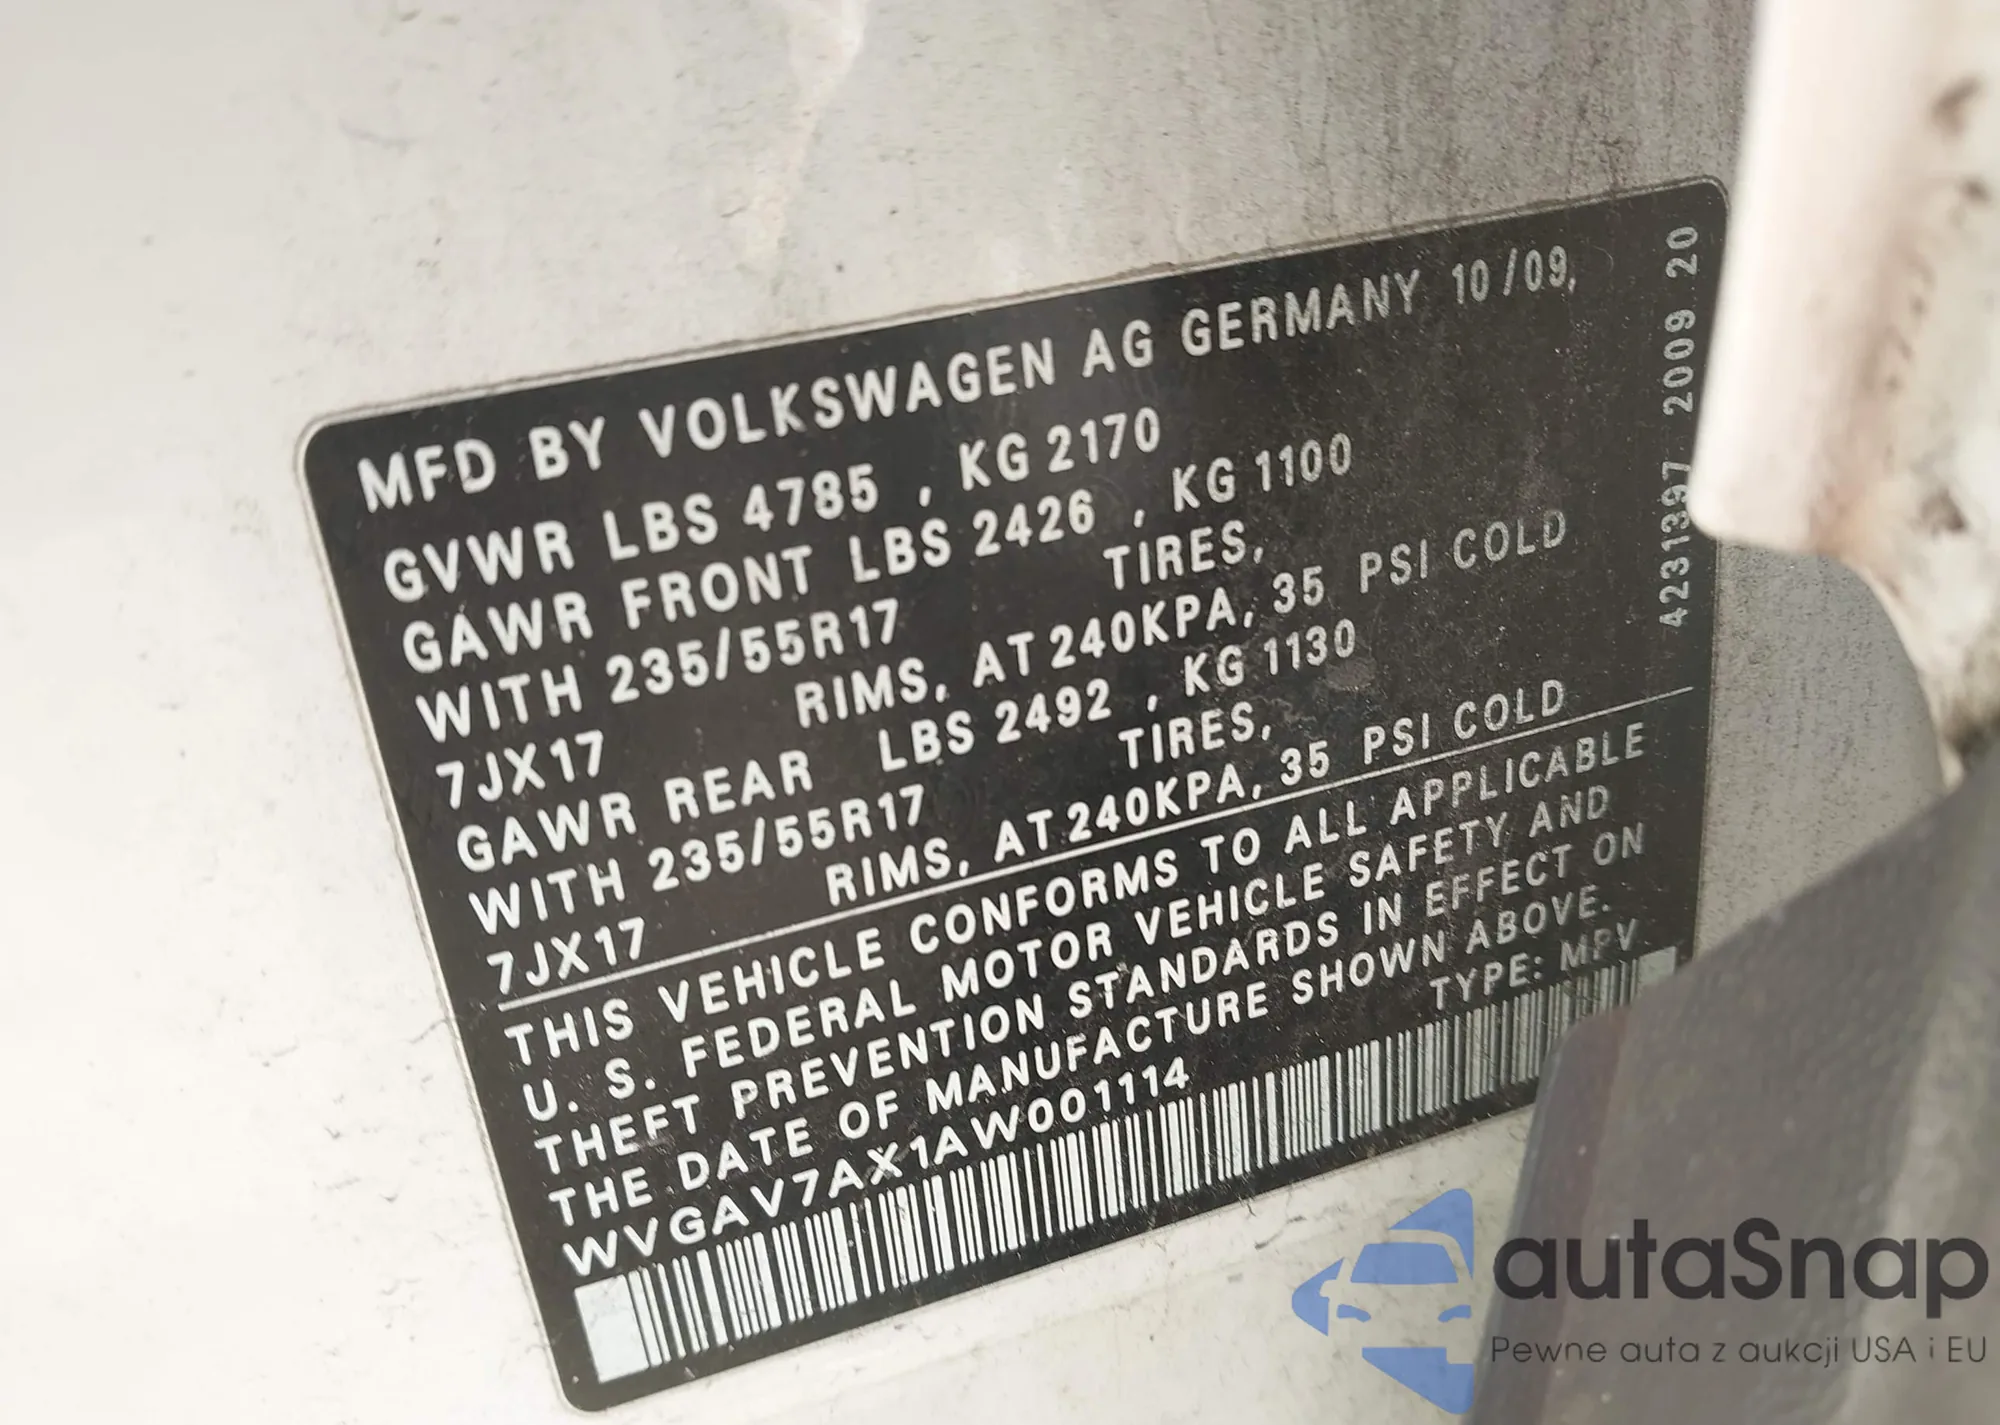 MFD BY VOLKSWAGEN AG GERMANY 10/09,
GVWR LBS 4785 , KG 2170
GAWR FRONT LBS 2426 , KG 1100
WITH 235/55R17 TIRES,
7JX17 RIMS, AT 240KPA, 35 PSI COLD
GAWR REAR LBS 2492 , KG 1130
WITH 235/55R17 TIRES,
7JX17 RIMS, AT 240KPA, 35 PSI COLD
THIS VEHICLE CONFORMS TO ALL APPLICABLE
U. S. FEDERAL MOTOR VEHICLE SAFETY AND
THEFT PREVENTION STANDARDS IN EFFECT ON
THE DATE OF MANUFACTURE SHOWN ABOVE.
WVGAV7AX1AW001114 TYPE: MPV
4231397 2009 20
autaSnap
Pewne auta z aukcji USA i EU